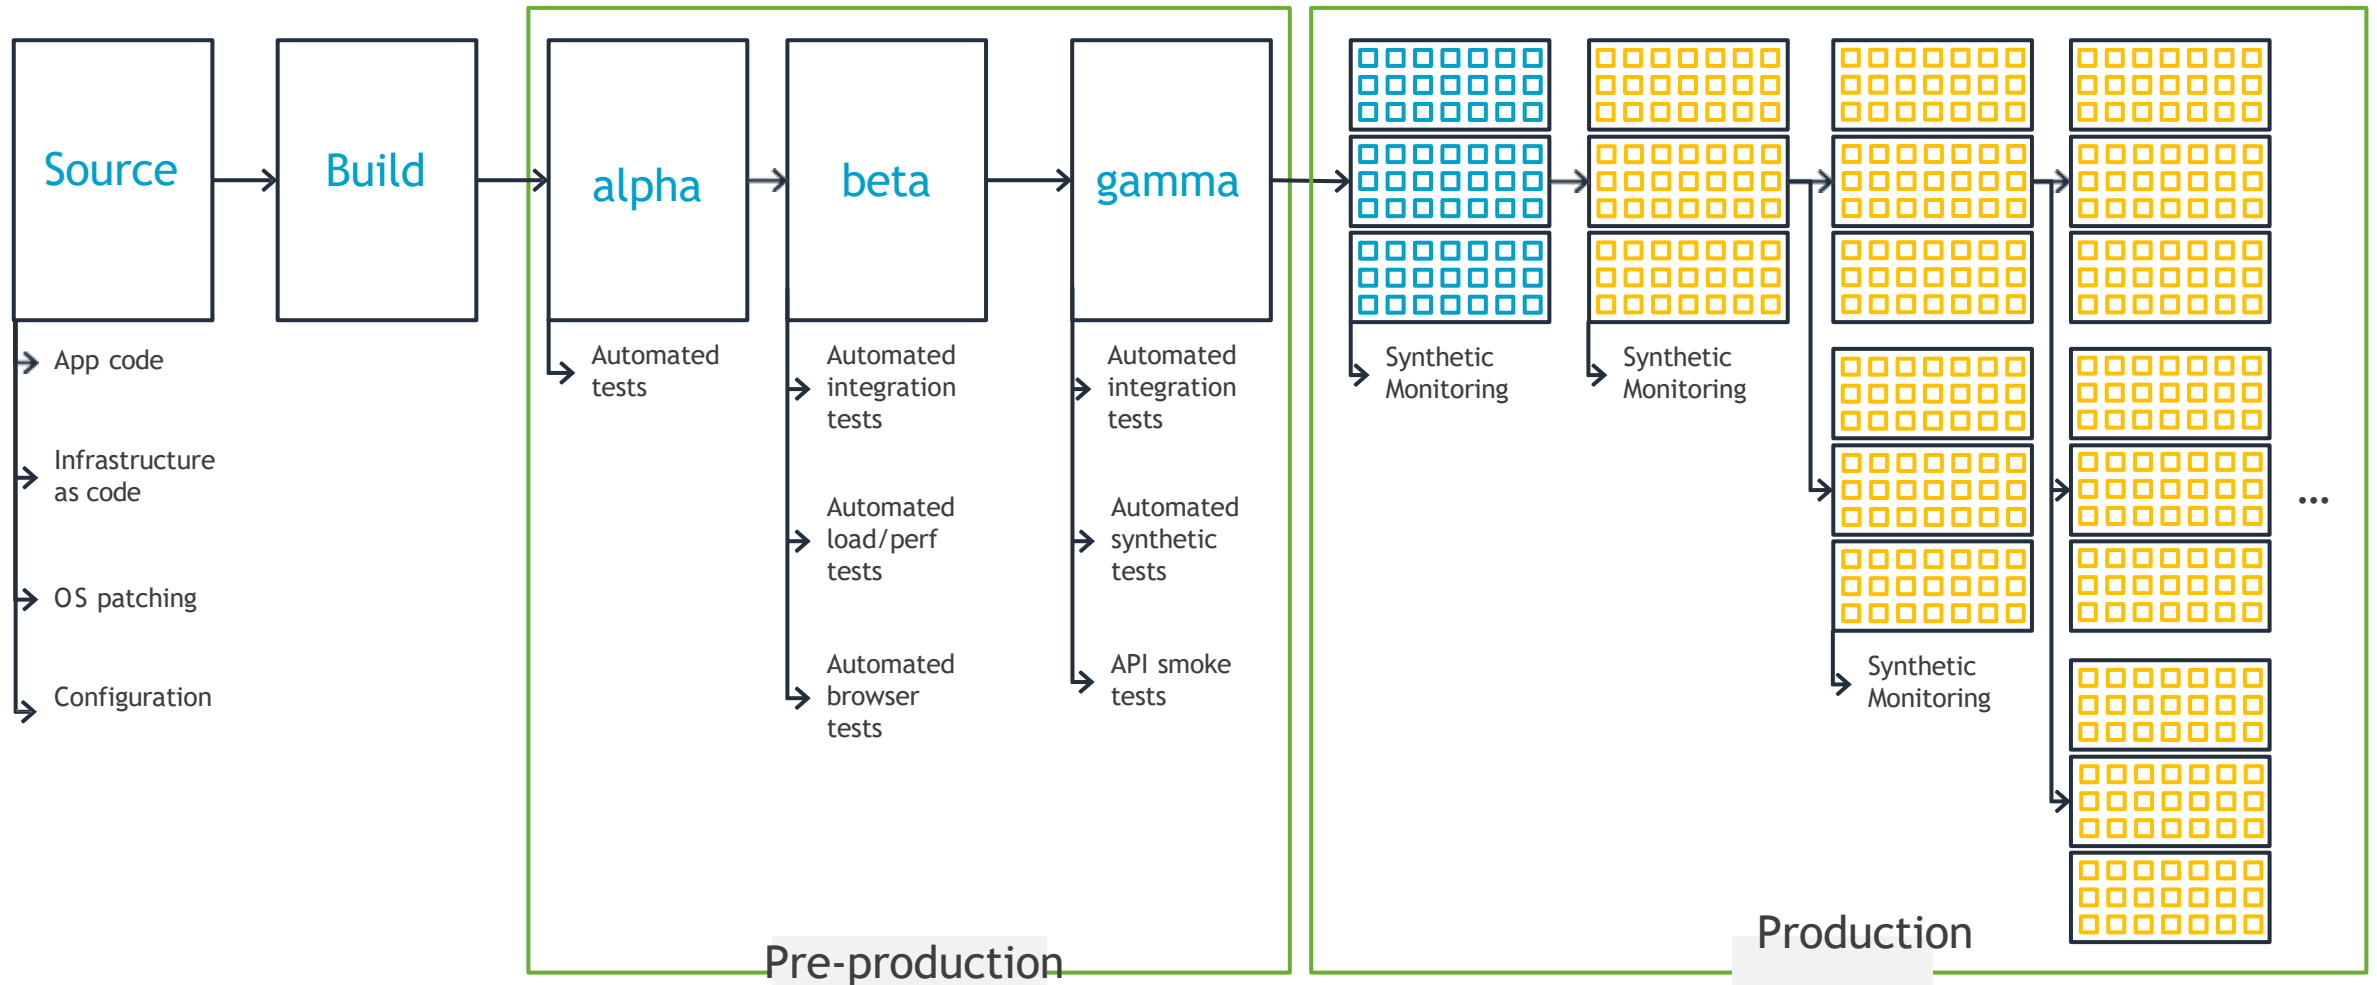 Source
Build
alpha
beta
gamma
App code
Infrastructure
as code
OS patching
Configuration
Automated
tests
Automated
integration
tests
Automated
load/perf
tests
Automated
browser
tests
Automated
integration
tests
Automated
synthetic
tests
API smoke
tests
Synthetic
Monitoring
Synthetic
Monitoring
Synthetic
Monitoring
...
Pre-production
Production